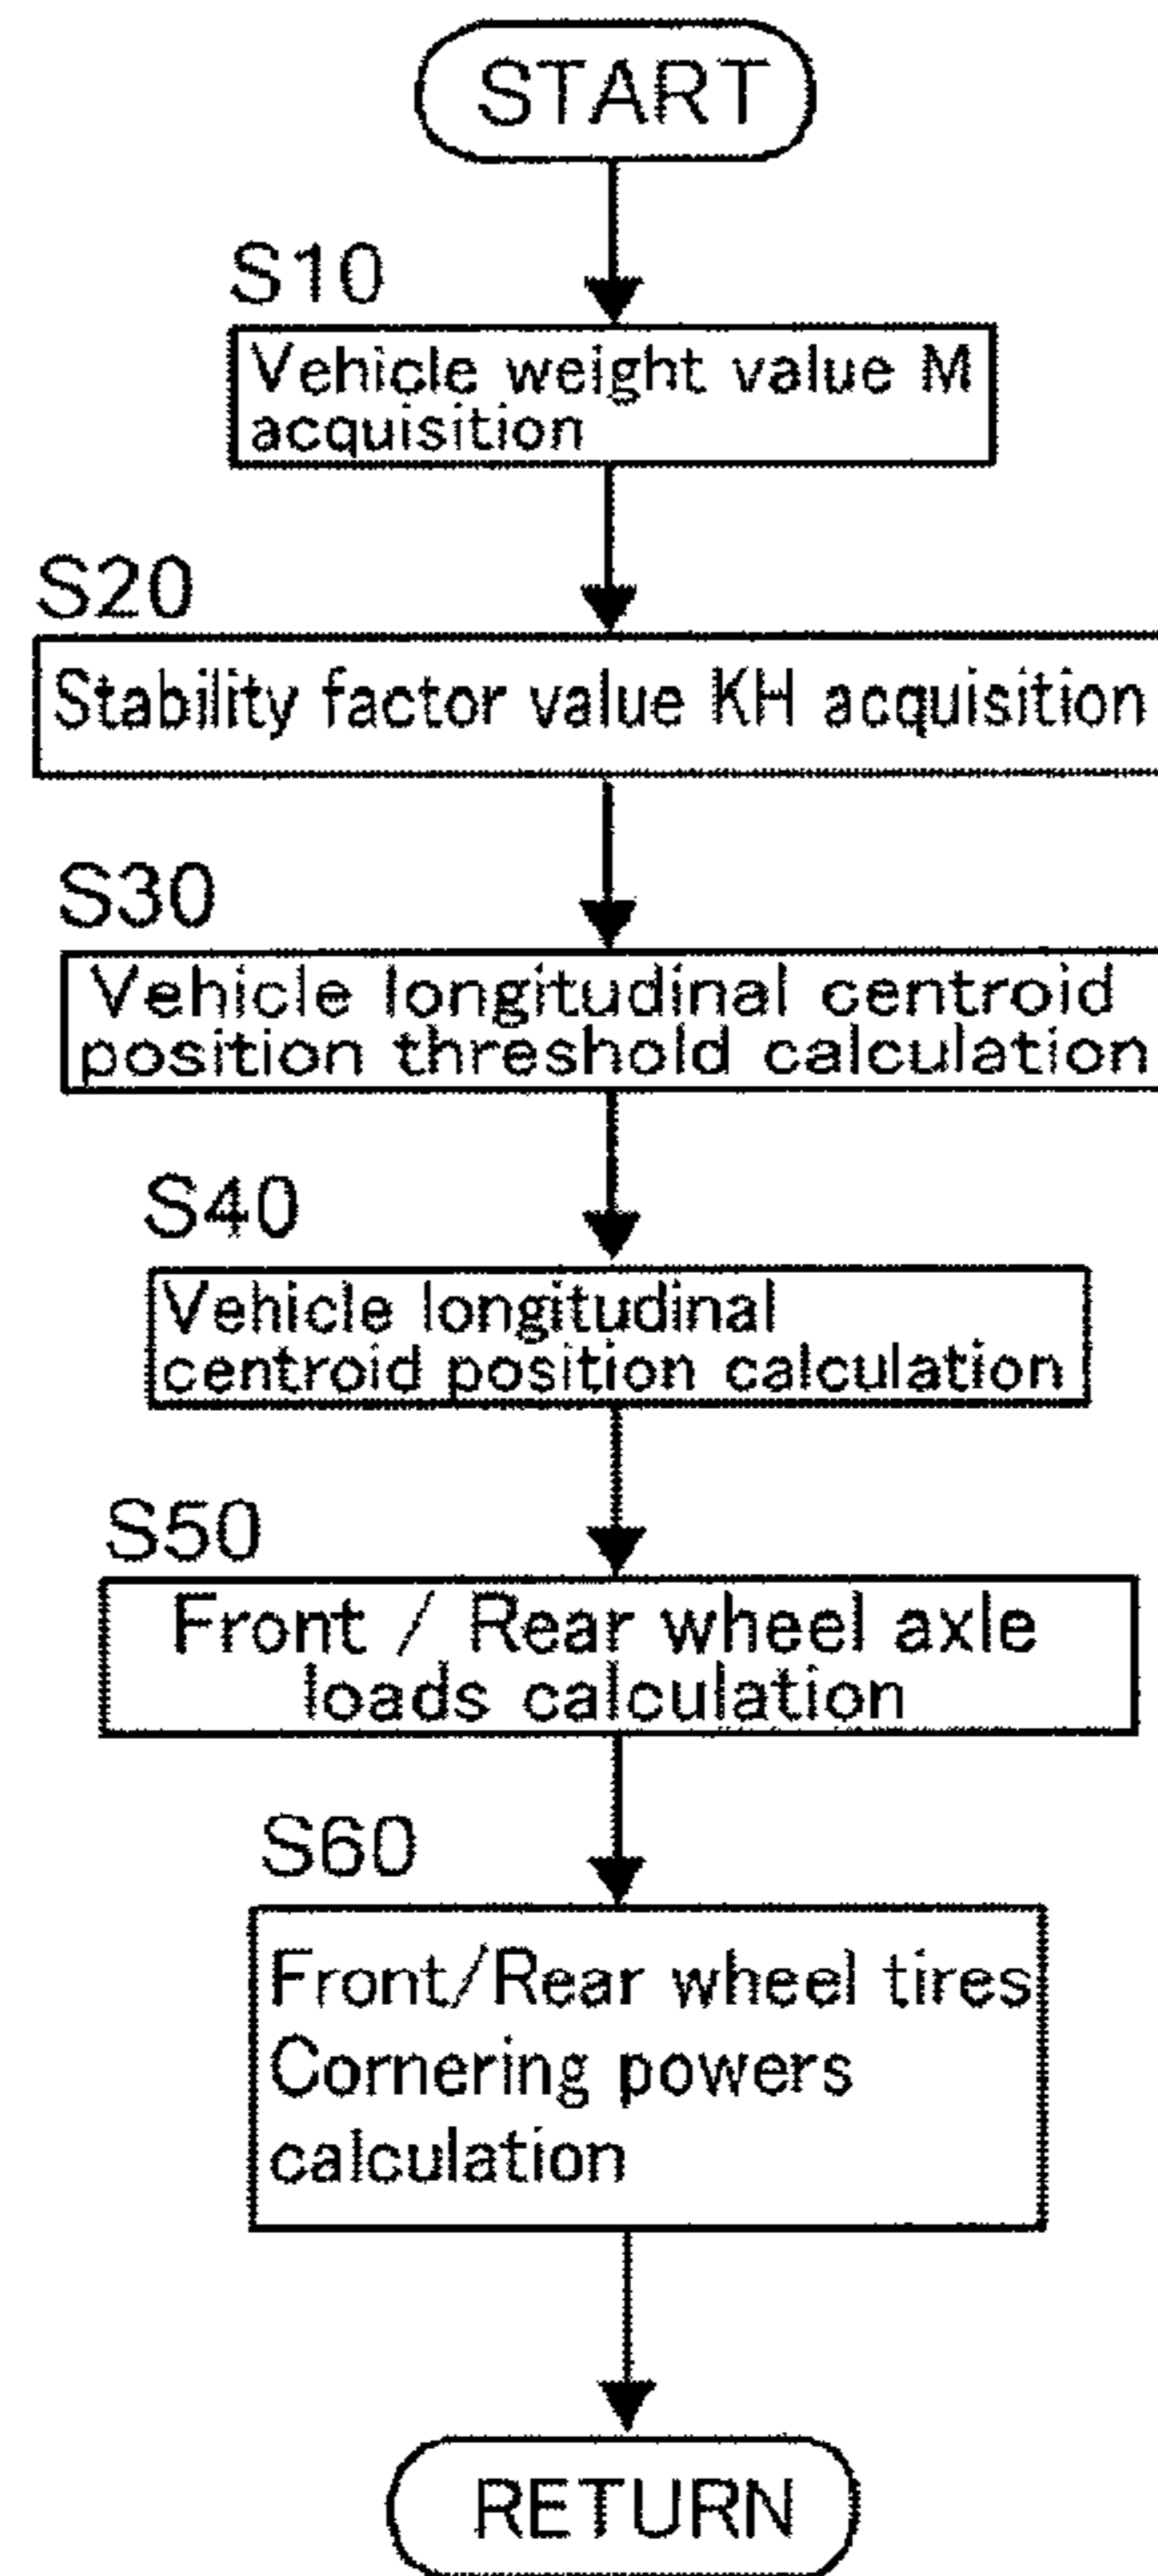 START
S10
Vehicle weight value M
acquisition
S20
Stability factor value KH acquisition
S30
Vehicle longitudinal centroid
position threshold calculation
S40
Vehicle longitudinal
centroid position calculation
S50
Front / Rear wheel axle
loads calculation
S60
Front/Rear wheel tires
Cornering powers
calculation
RETURN